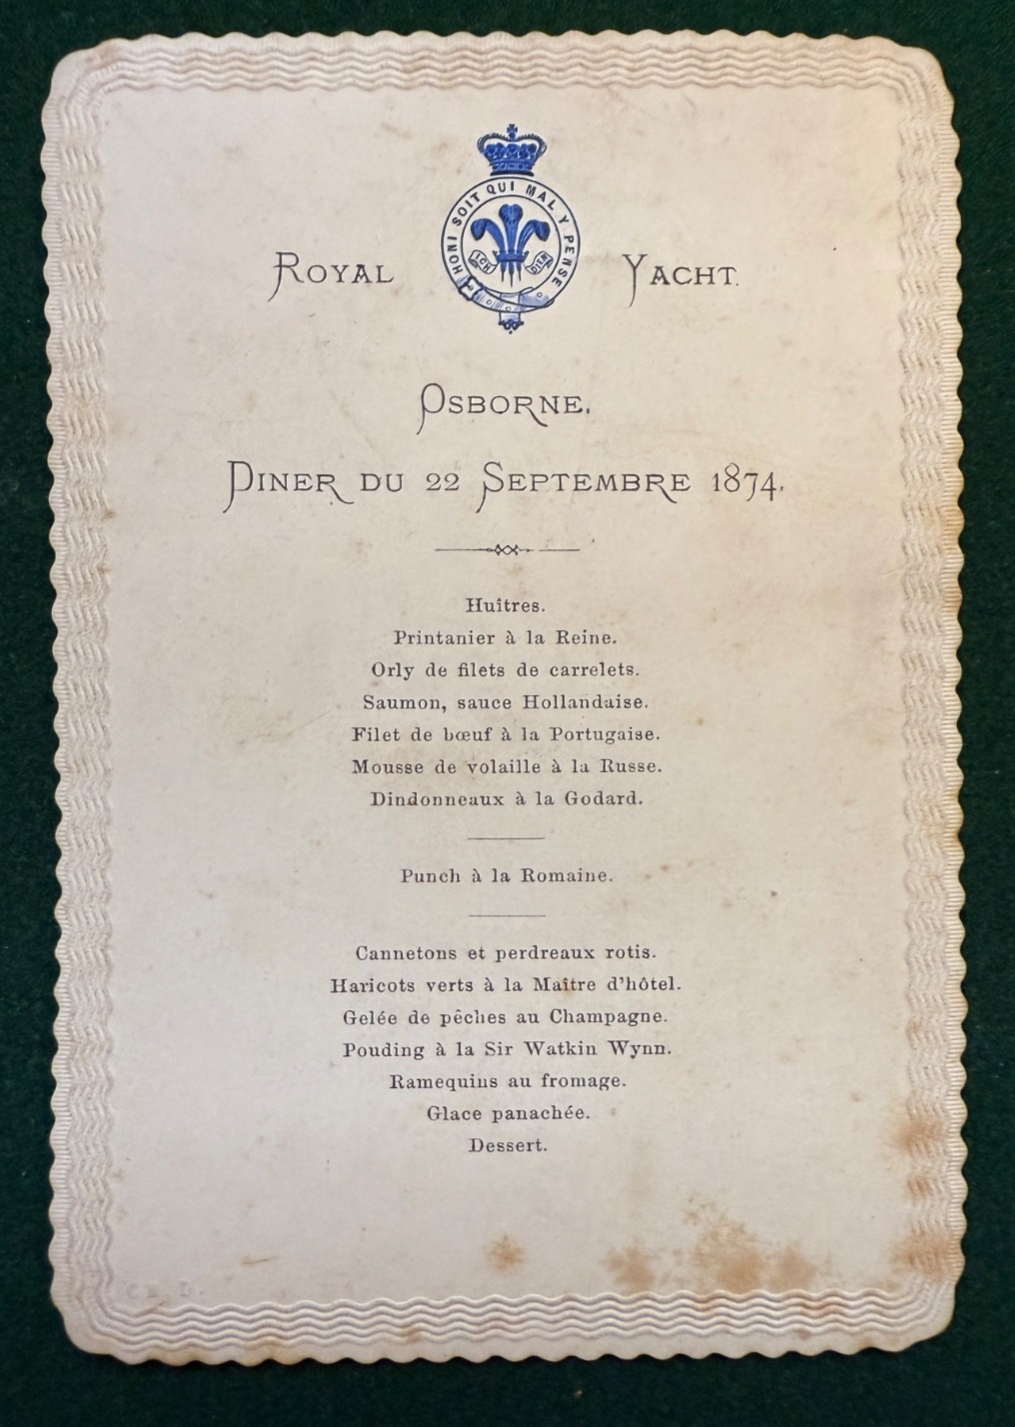 HONI SOIT QUI MAL Y PENSE
ICH DIEN
ROYAL YACHT.
OSBORNE.
DINER DU 22 SEPTEMBRE 1874.
Huîtres.
Printanier à la Reine.
Orly de filets de carrelets.
Saumon, sauce Hollandaise.
Filet de bœuf à la Portugaise.
Mousse de volaille à la Russe.
Dindonneaux à la Godard.
Punch à la Romaine.
Cannetons et perdreaux rotis.
Haricots verts à la Maître d'hôtel.
Gelée de pêches au Champagne.
Pouding à la Sir Watkin Wynn.
Ramequins au fromage.
Glace panachée.
Dessert.